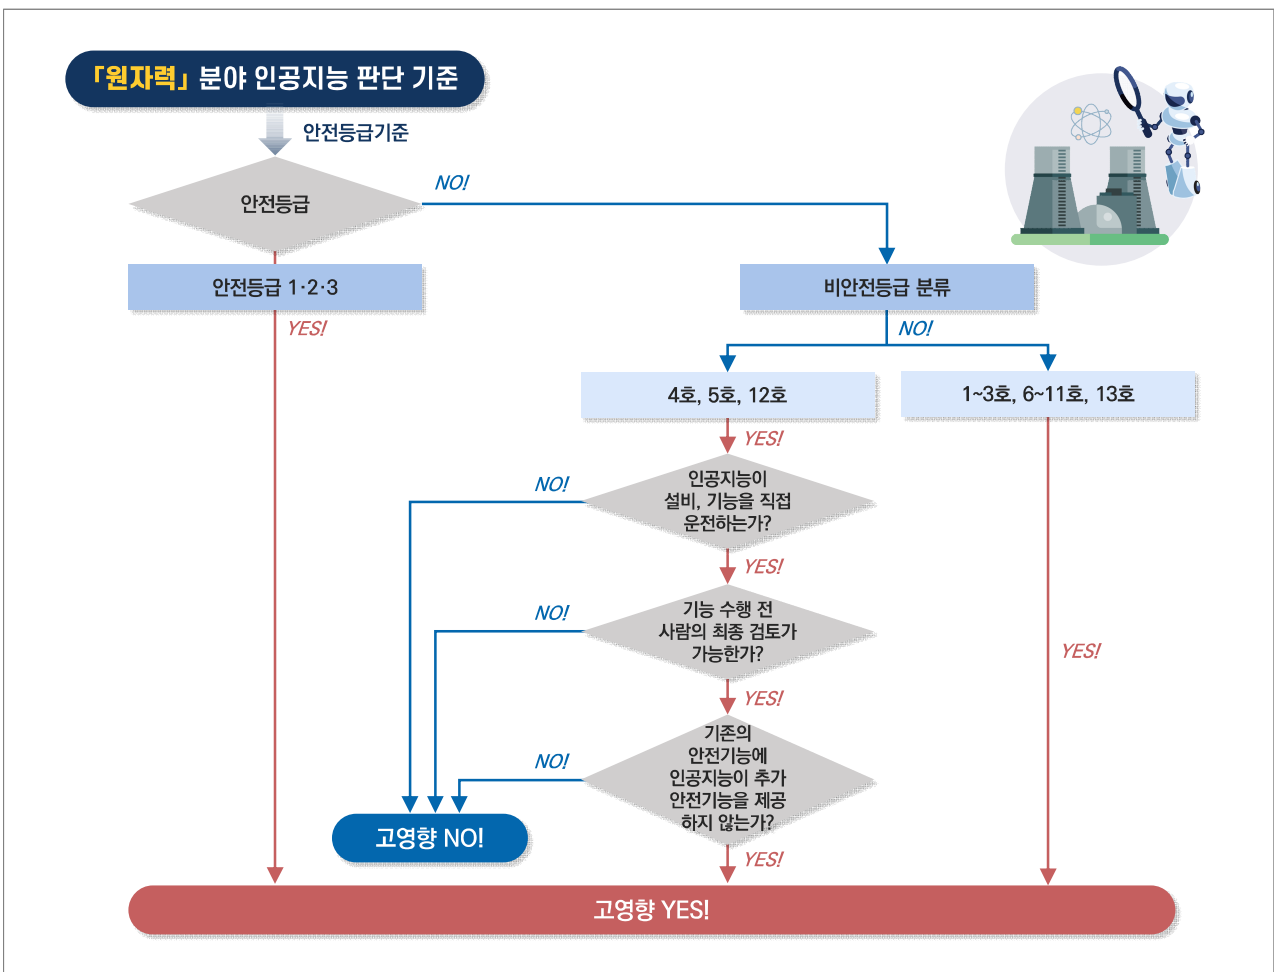 「원자력」 분야 인공지능 판단 기준
안전등급기준
안전등급
NO!
안전등급 1·2·3
비안전등급 분류
YES!
NO!
4호, 5호, 12호
1~3호, 6~11호, 13호
YES!
인공지능이
설비, 기능을 직접
운전하는가?
NO!
YES!
기능 수행 전
사람의 최종 검토가
가능한가?
NO!
YES!
YES!
기존의
안전기능에
인공지능이 추가
안전기능을 제공
하지 않는가?
NO!
고영향 NO!
YES!
고영향 YES!